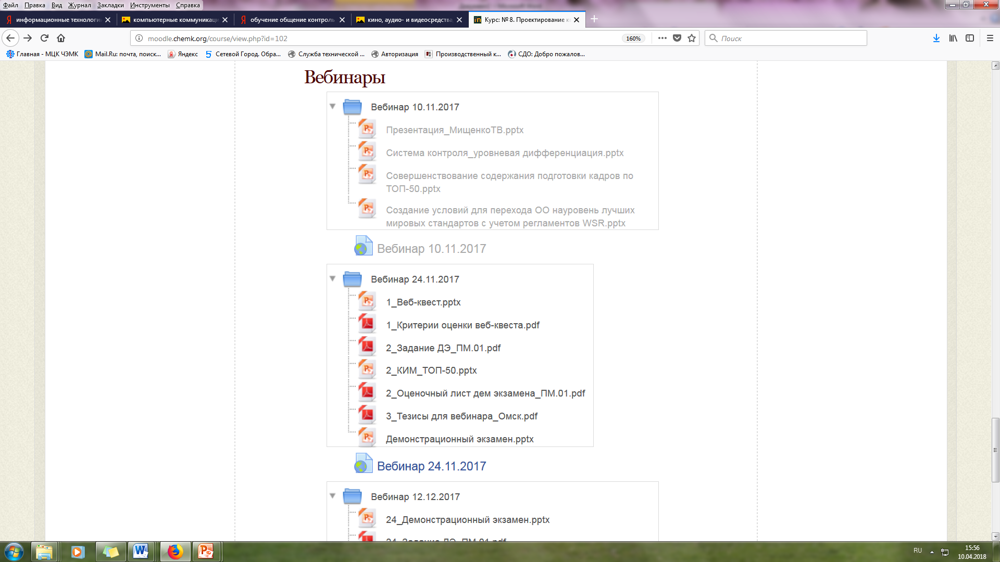 Файл Правка Вид Журнал Закладки Инструменты Справка
информационные технологи
компьютерные коммуникац
обучение общение контроль
кино, аудио- и видеосредства
Курс: № 8. Проектирование к
moodle.chemk.org/course/view.php?id=102
160%
Поиск
Главная - МЦК ЧЭМК
Mail.Ru: почта, поиск...
Яндекс
Сетевой Город. Обра...
Служба технической ...
Авторизация
Производственный к...
СДО: Добро пожалов...
Вебинары
Вебинар 10.11.2017
Презентация_МищенкоТВ.pptx
Система контроля_уровневая дифференциация.pptx
Совершенствование содержания подготовки кадров по
ТОП-50.pptx
Создание условий для перехода ОО науровень лучших
мировых стандартов с учетом регламентов WSR.pptx
Вебинар 10.11.2017
Вебинар 24.11.2017
1_Веб-квест.pptx
1_Критерии оценки веб-квеста.pdf
2_Задание ДЭ_ПМ.01.pdf
2_КИМ_ТОП-50.pptx
2_Оценочный лист дем экзамена_ПМ.01.pdf
3_Тезисы для вебинара_Омск.pdf
Демонстрационный экзамен.pptx
Вебинар 24.11.2017
Вебинар 12.12.2017
24_Демонстрационный экзамен.pptx
24_Задание ДЭ_ПМ.01.pdf
RU
15:56
10.04.2018